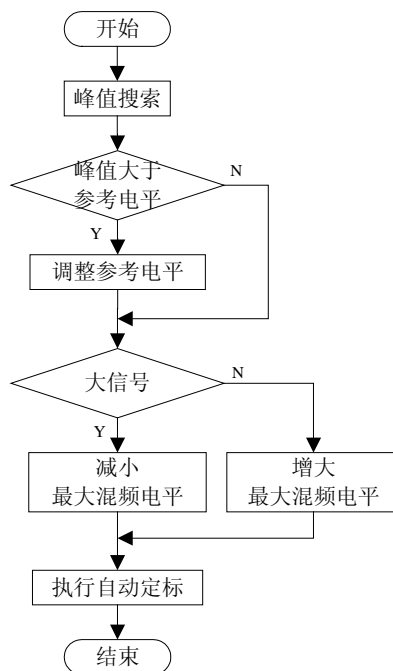 开始
峰值搜索
峰值大于
参考电平
N
Y
调整参考电平
大信号
N
Y
减小
最大混频电平
增大
最大混频电平
执行自动定标
结束